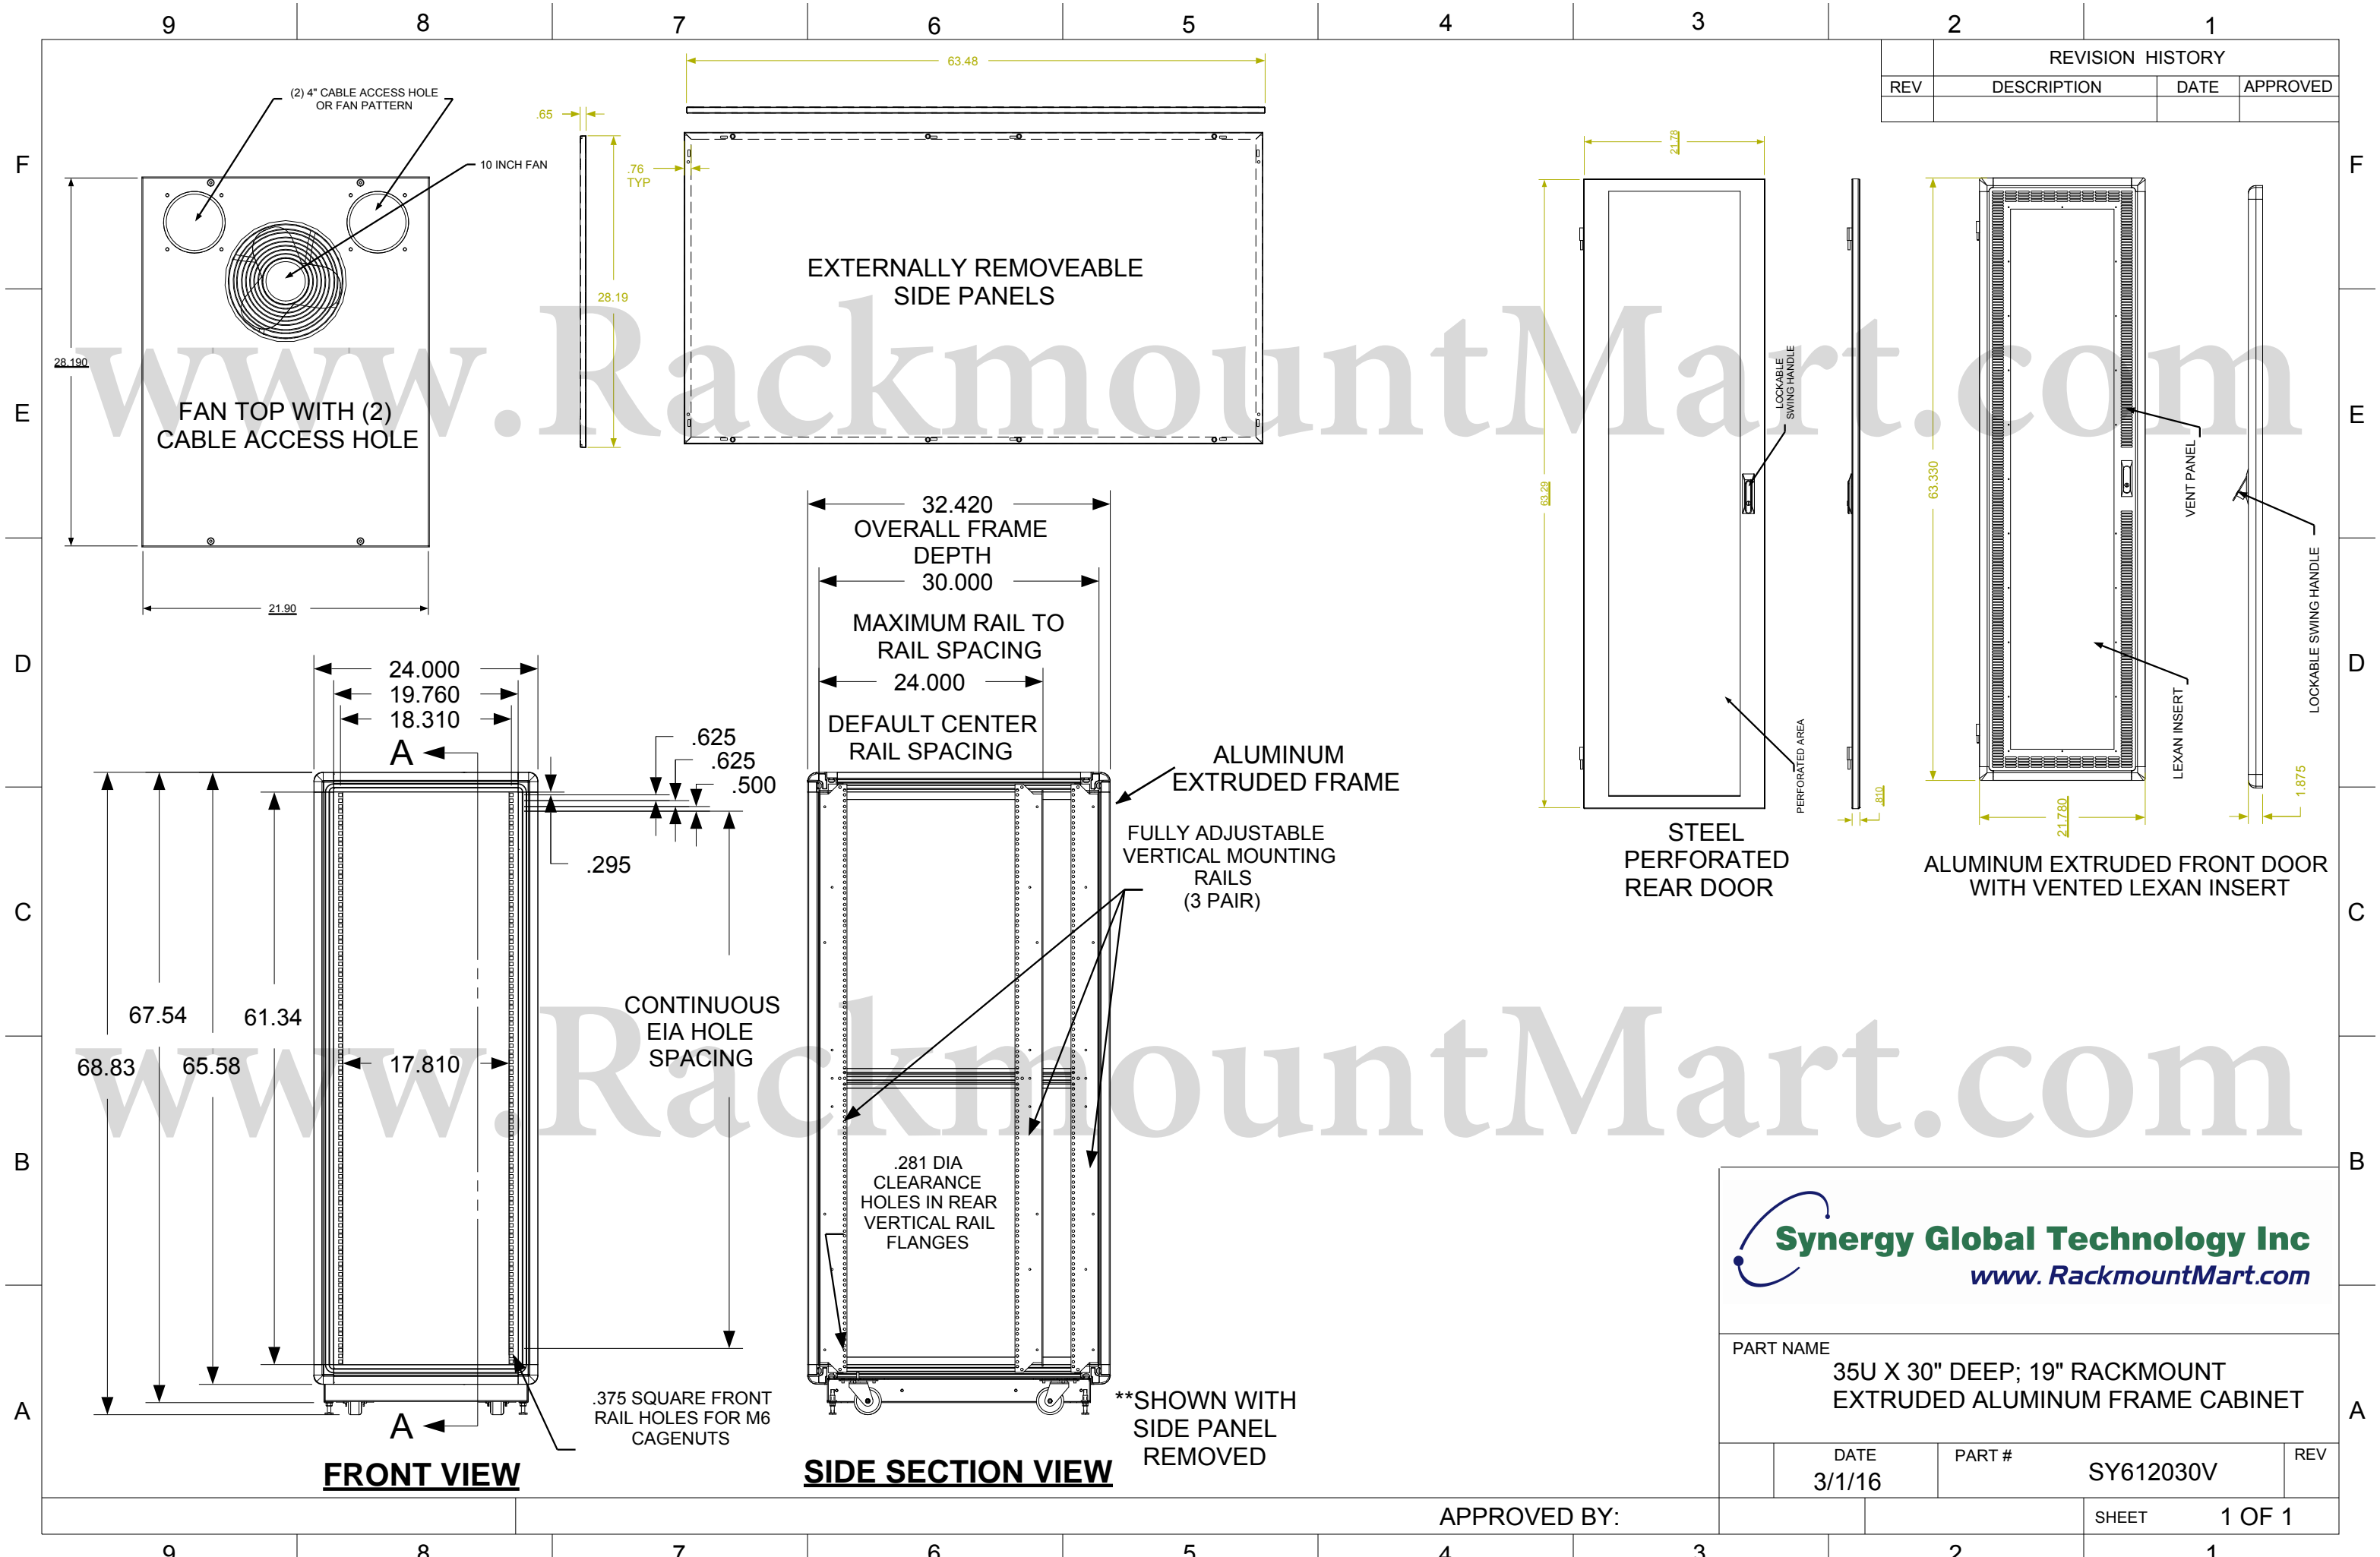 9 8 7 6 5 4 3 2 1
REVISION HISTORY
REV DESCRIPTION DATE APPROVED
F
F
E
E
D
D
C
C
B
B
A
A
(2) 4" CABLE ACCESS HOLE
OR FAN PATTERN
10 INCH FAN
28.190
FAN TOP WITH (2)
CABLE ACCESS HOLE
21.90
63.48
.65
.76
TYP
28.19
EXTERNALLY REMOVEABLE
SIDE PANELS
21.78
63.29
LOCKABLE
SWING HANDLE
PERFORATED AREA
.810
STEEL
PERFORATED
REAR DOOR
63.330
VENT PANEL
LEXAN INSERT
LOCKABLE SWING HANDLE
21.780
1.875
ALUMINUM EXTRUDED FRONT DOOR
WITH VENTED LEXAN INSERT
www.RackmountMart.com
32.420
OVERALL FRAME
DEPTH
30.000
MAXIMUM RAIL TO
RAIL SPACING
24.000
DEFAULT CENTER
RAIL SPACING
ALUMINUM
EXTRUDED FRAME
FULLY ADJUSTABLE
VERTICAL MOUNTING
RAILS
(3 PAIR)
24.000
19.760
18.310
A
.625
.625
.500
.295
67.54
61.34
68.83
65.58
17.810
CONTINUOUS
EIA HOLE
SPACING
www.RackmountMart.com
.281 DIA
CLEARANCE
HOLES IN REAR
VERTICAL RAIL
FLANGES
.375 SQUARE FRONT
RAIL HOLES FOR M6
CAGENUTS
A
FRONT VIEW
SIDE SECTION VIEW
**SHOWN WITH
SIDE PANEL
REMOVED
Synergy Global Technology Inc
www. RackmountMart.com
PART NAME
35U X 30" DEEP; 19" RACKMOUNT
EXTRUDED ALUMINUM FRAME CABINET
DATE
3/1/16
PART #
SY612030V
REV
APPROVED BY:
SHEET 1 OF 1
9 8 7 6 5 4 3 2 1